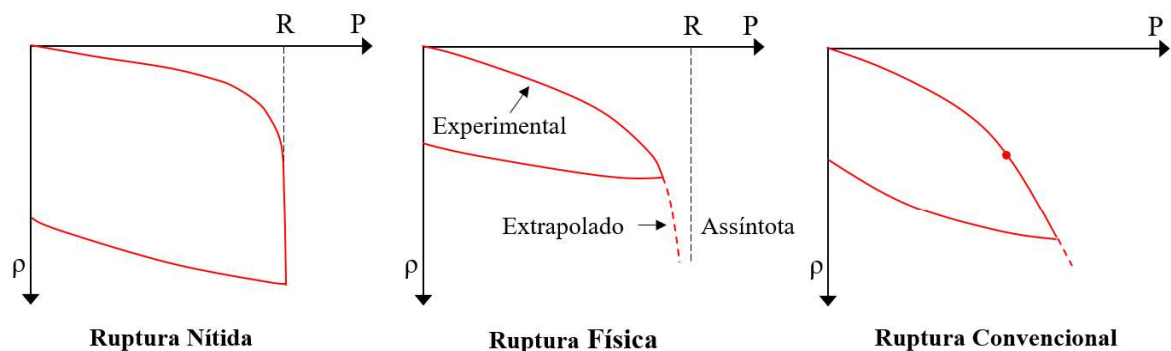 R P
ρ
Ruptura Nítida
R P
Experimental
Extrapolado Assíntota
ρ
Ruptura Física
P
ρ
Ruptura Convencional